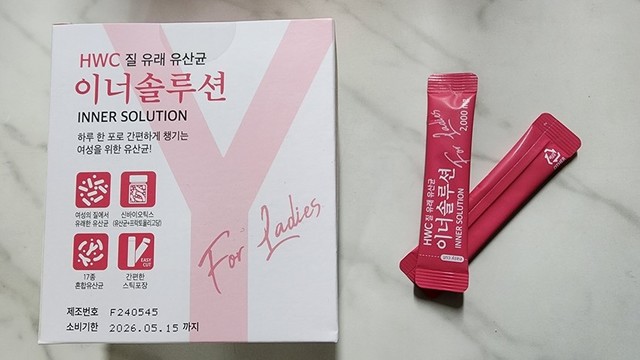 HWC 질 유래 유산균
이너솔루션
INNER SOLUTION
하루 한 포로 간편하게 챙기는
여성을 위한 유산균!
여성의 질에서
유래한 유산균
신바이오틱스
(유산균+프락토올리고당)
17종
혼합유산균
EASY CUT
간편한
스틱포장
For Ladies
제조번호 F240545
소비기한 2026.05.15 까지
HWC 질 유래 유산균
이너솔루션
INNER SOLUTION
For Ladies